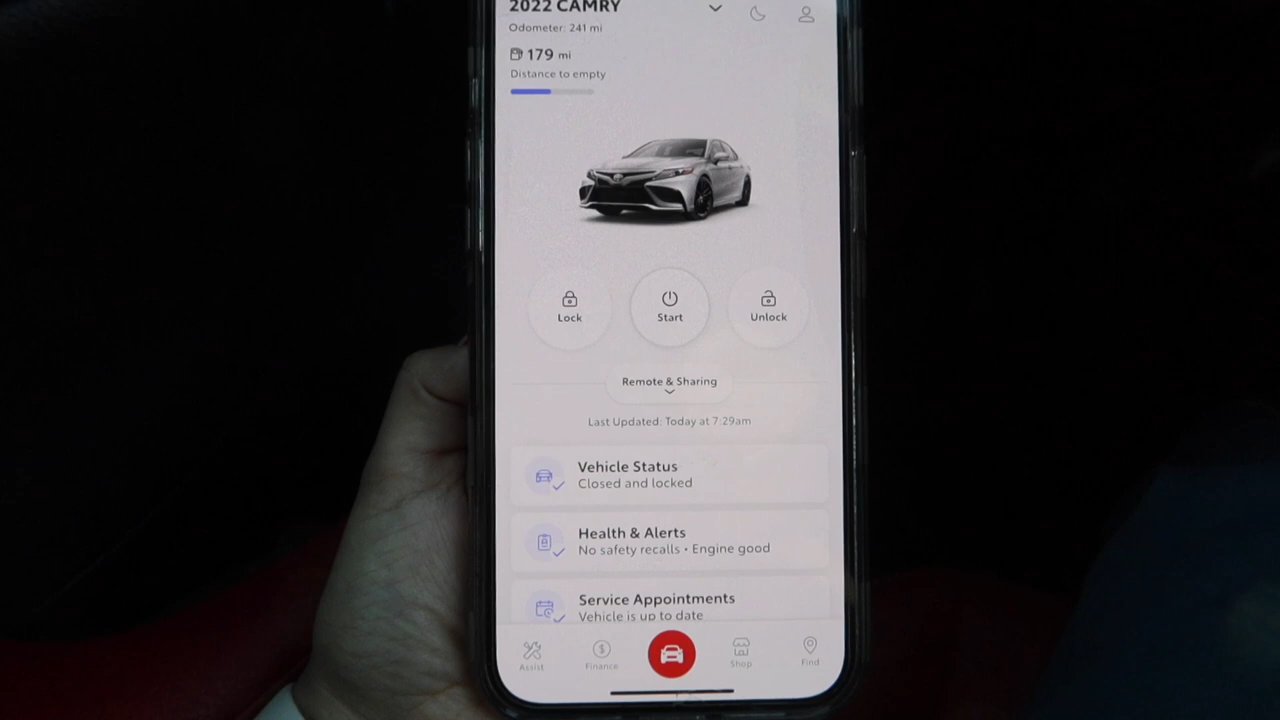 2022 CAMRY
Odometer: 241 mi
179 mi
Distance to empty
Lock
Start
Unlock
Remote & Sharing
Last Updated: Today at 7:29am
Vehicle Status
Closed and locked
Health & Alerts
No safety recalls • Engine good
Service Appointments
Vehicle is up to date
Assist
Finance
Shop
Find